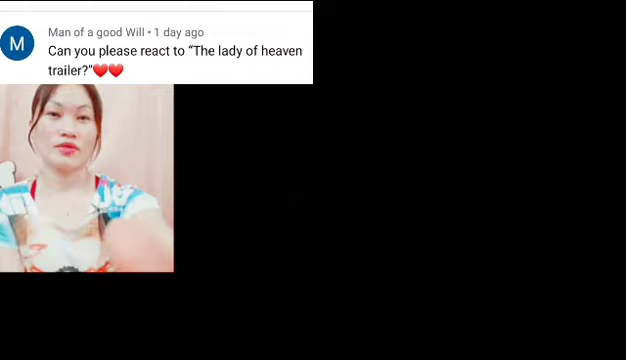 M
Man of a good Will • 1 day ago
Can you please react to “The lady of heaven
trailer?"❤️❤️